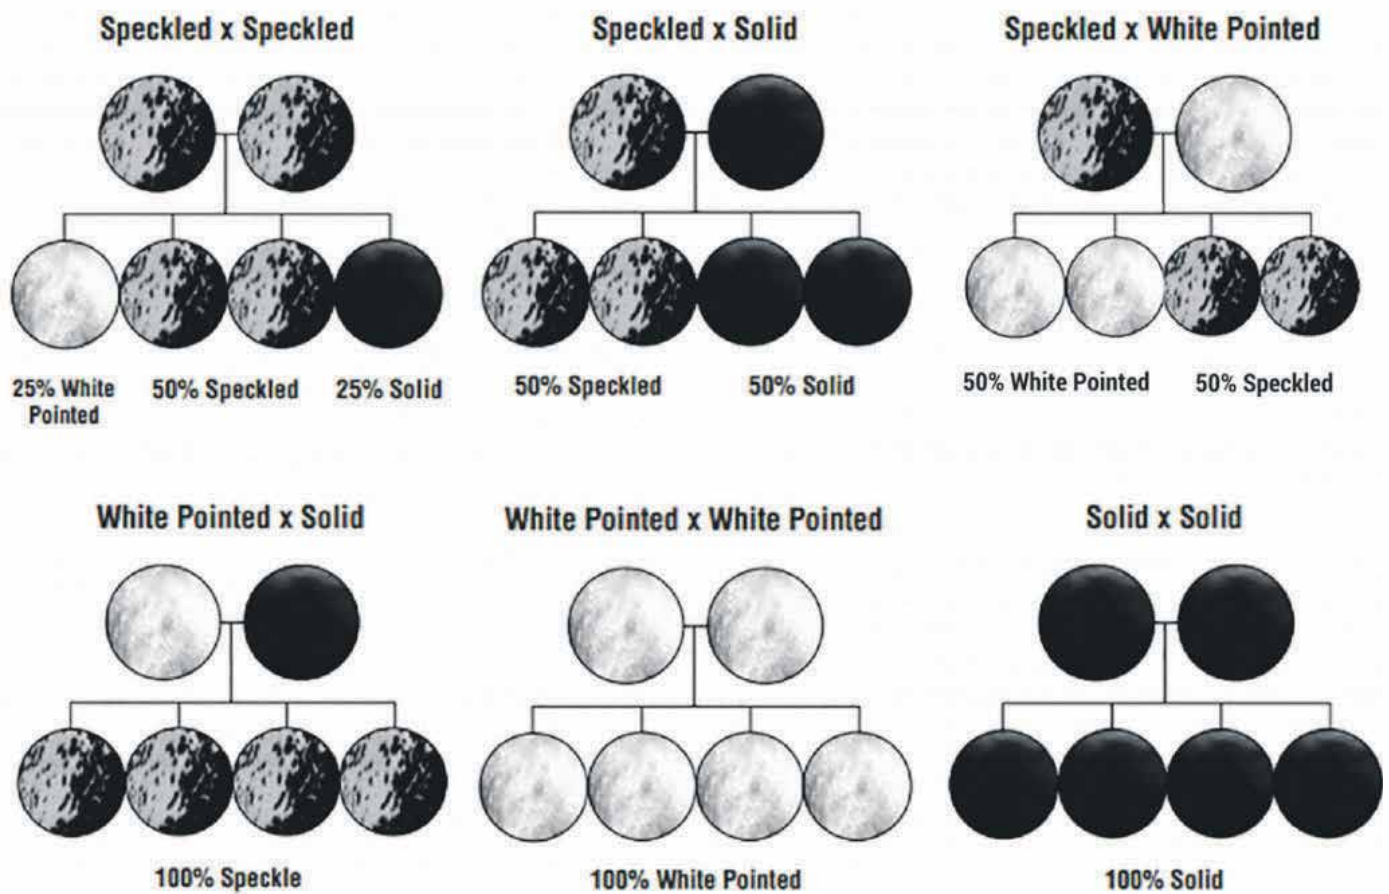 Speckled x Speckled
Speckled x Solid
Speckled x White Pointed
25% White
Pointed
50% Speckled
25% Solid
50% Speckled
50% Solid
50% White Pointed
50% Speckled
White Pointed x Solid
White Pointed x White Pointed
Solid x Solid
100% Speckle
100% White Pointed
100% Solid